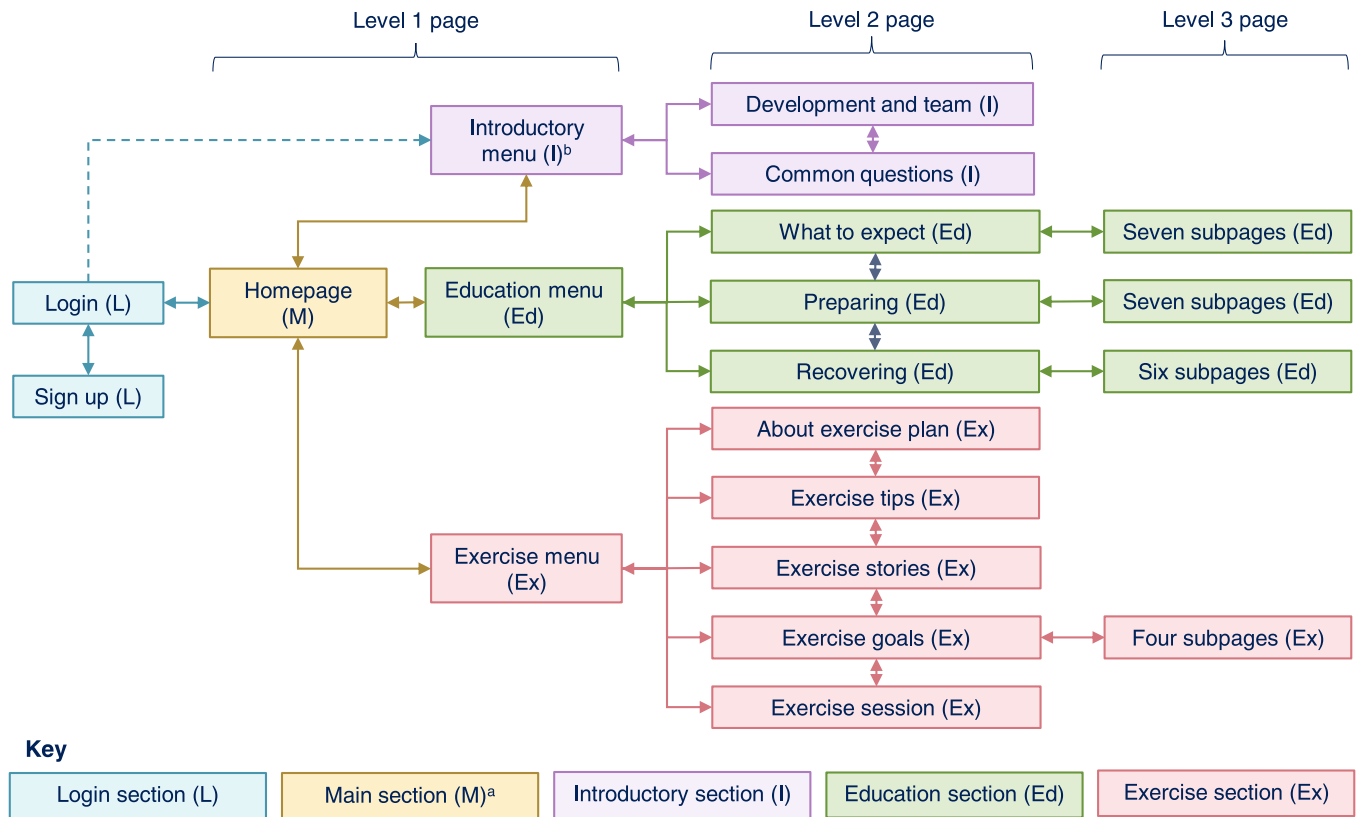 Level 1 page
Level 2 page
Level 3 page
Introductory
menu (I)ᵇ
Development and team (I)
Common questions (I)
Login (L)
Sign up (L)
Homepage
(M)
Education menu
(Ed)
What to expect (Ed)
Seven subpages (Ed)
Preparing (Ed)
Seven subpages (Ed)
Recovering (Ed)
Six subpages (Ed)
Exercise menu
(Ex)
About exercise plan (Ex)
Exercise tips (Ex)
Exercise stories (Ex)
Exercise goals (Ex)
Four subpages (Ex)
Exercise session (Ex)
Key
Login section (L)
Main section (M)ᵃ
Introductory section (I)
Education section (Ed)
Exercise section (Ex)